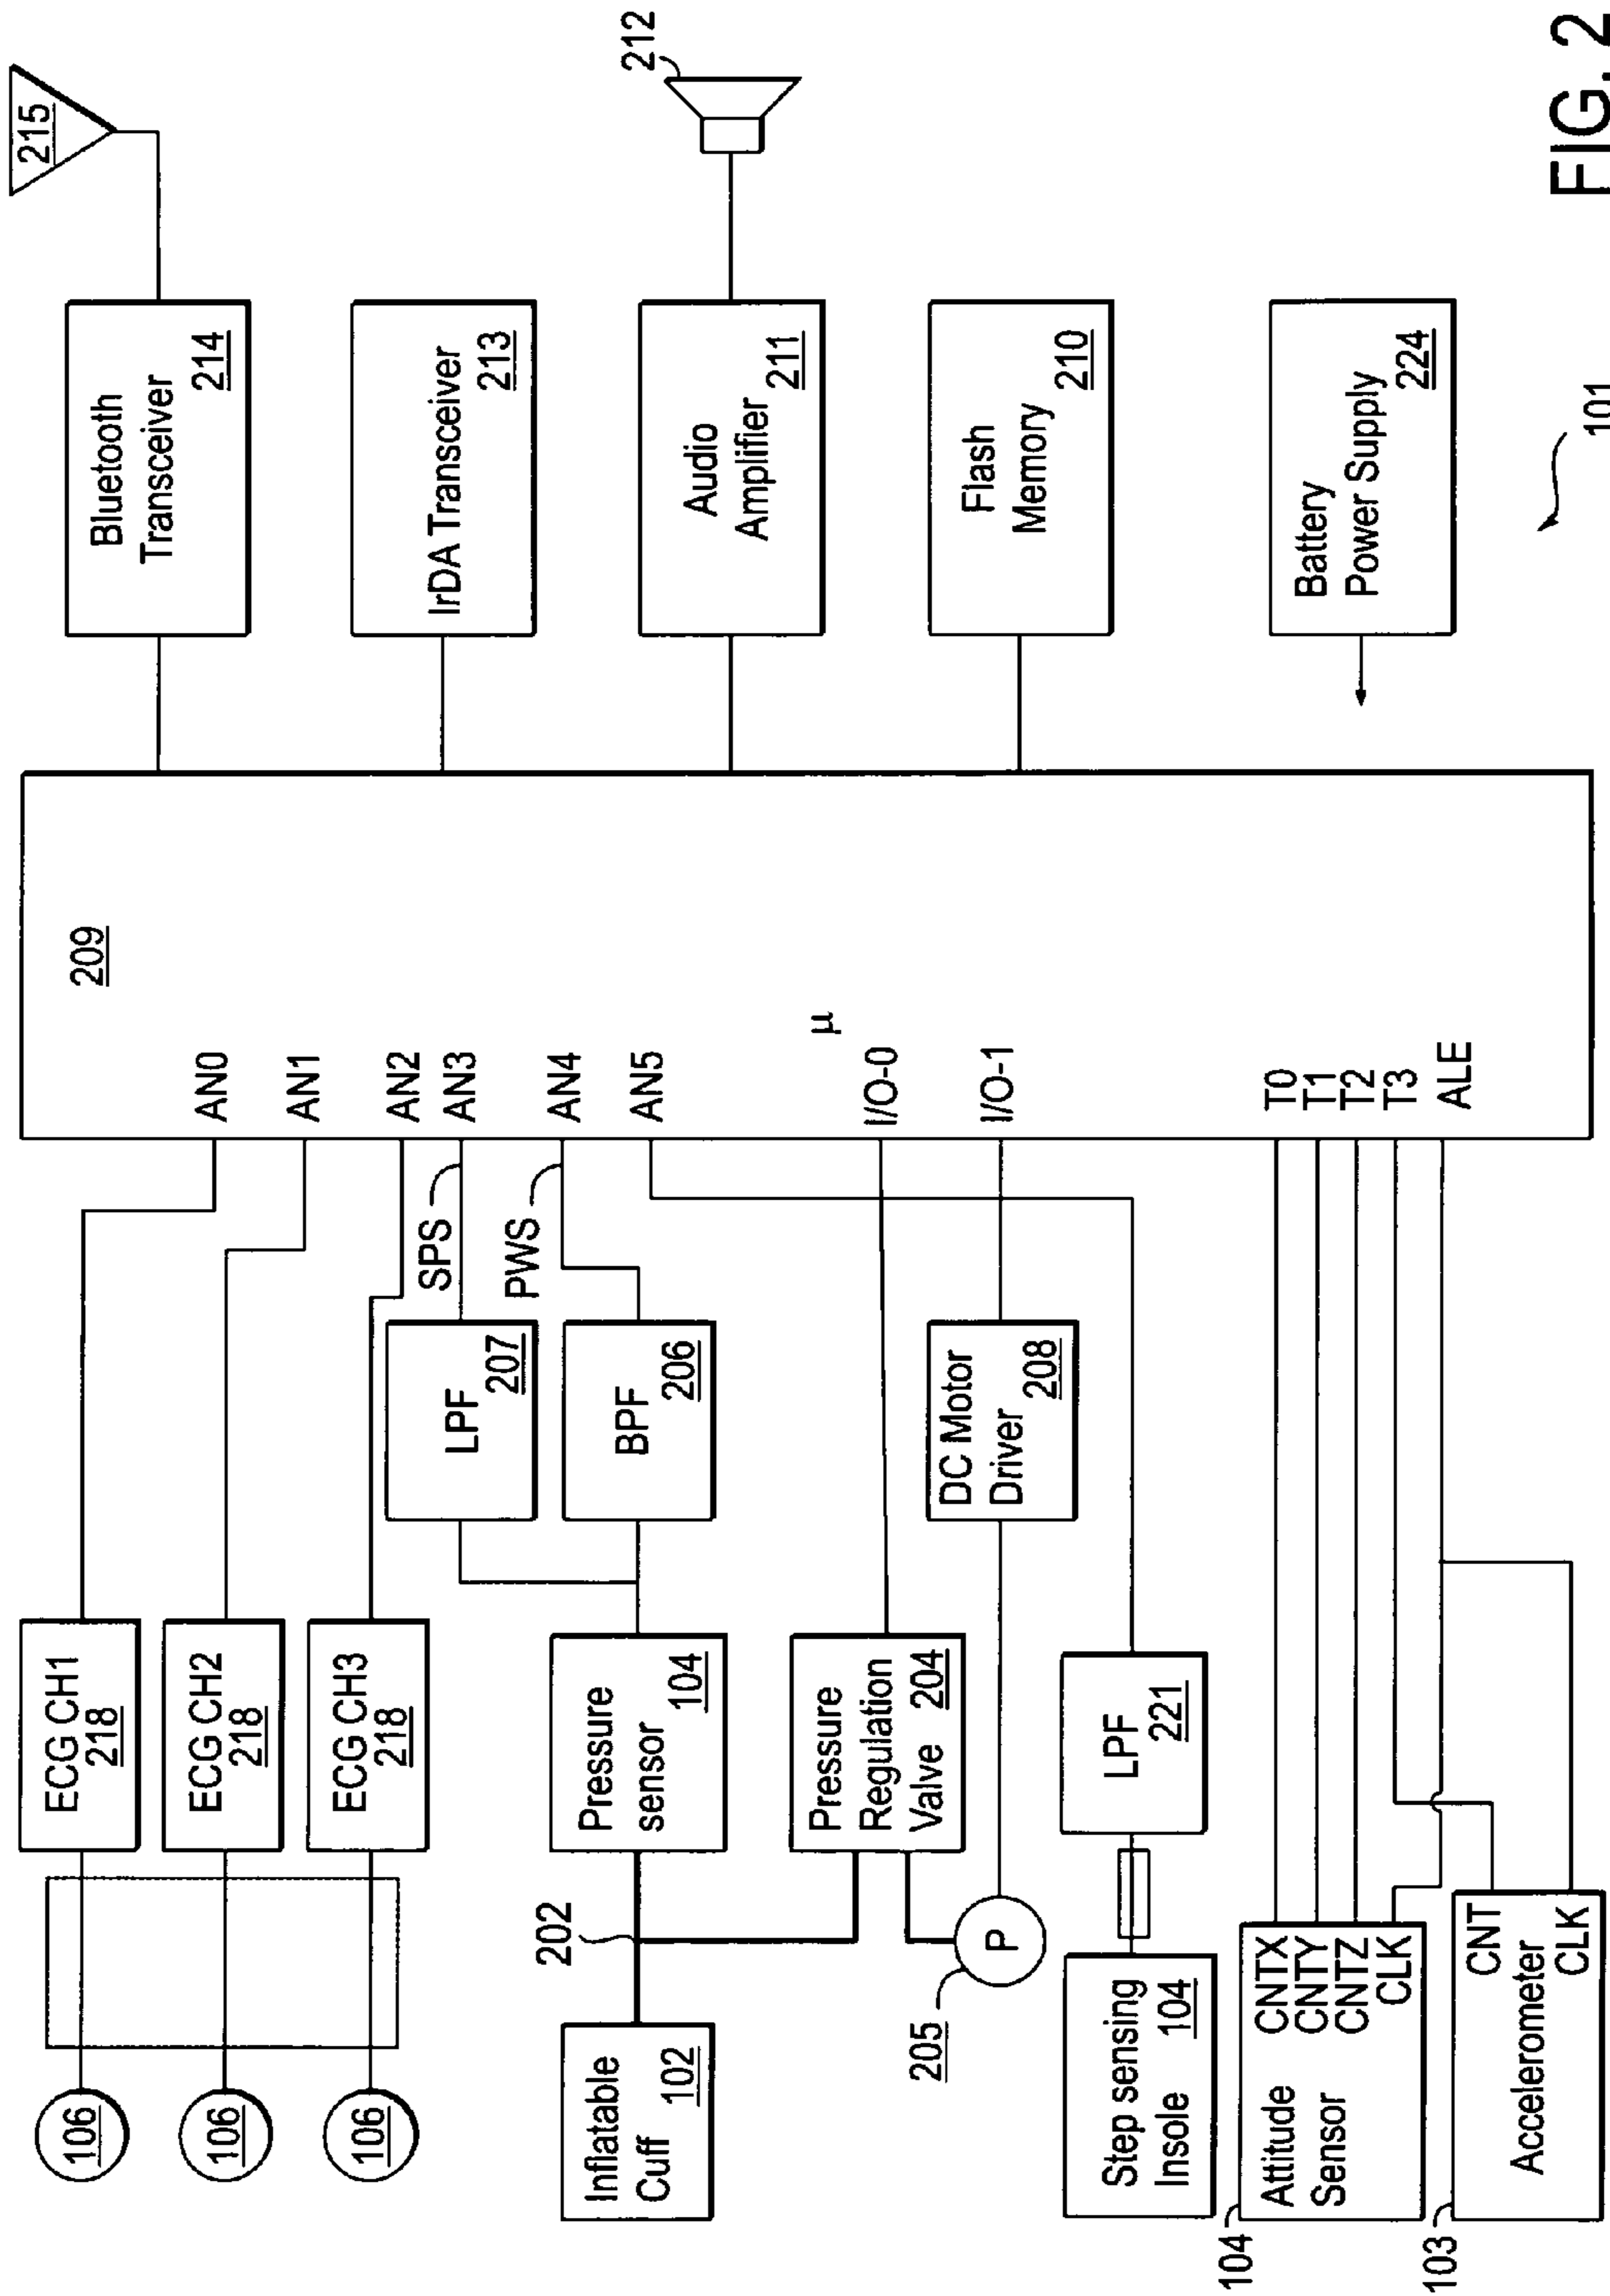 106
106
106
ECG CH1
218
ECG CH2
218
ECG CH3
218
Inflatable
Cuff
102
202
Pressure
sensor
104
LPF
207
BPF
206
SPS
PWS
Pressure
Regulation
Valve 204
205
P
DC Motor
Driver 208
Step sensing
Insole 104
LPF
221
104
Attitude
Sensor
CNTX
CNTY
CNTZ
CLK
103
Accelerometer
CNT
CLK
209
μ
AN0
AN1
AN2
AN3
AN4
AN5
I/O-0
I/O-1
T0
T1
T2
T3
ALE
Bluetooth
Transceiver
214
215
IrDA Transceiver
213
Audio
Amplifier
211
212
Flash
Memory
210
Battery
Power Supply
224
101
FIG. 2